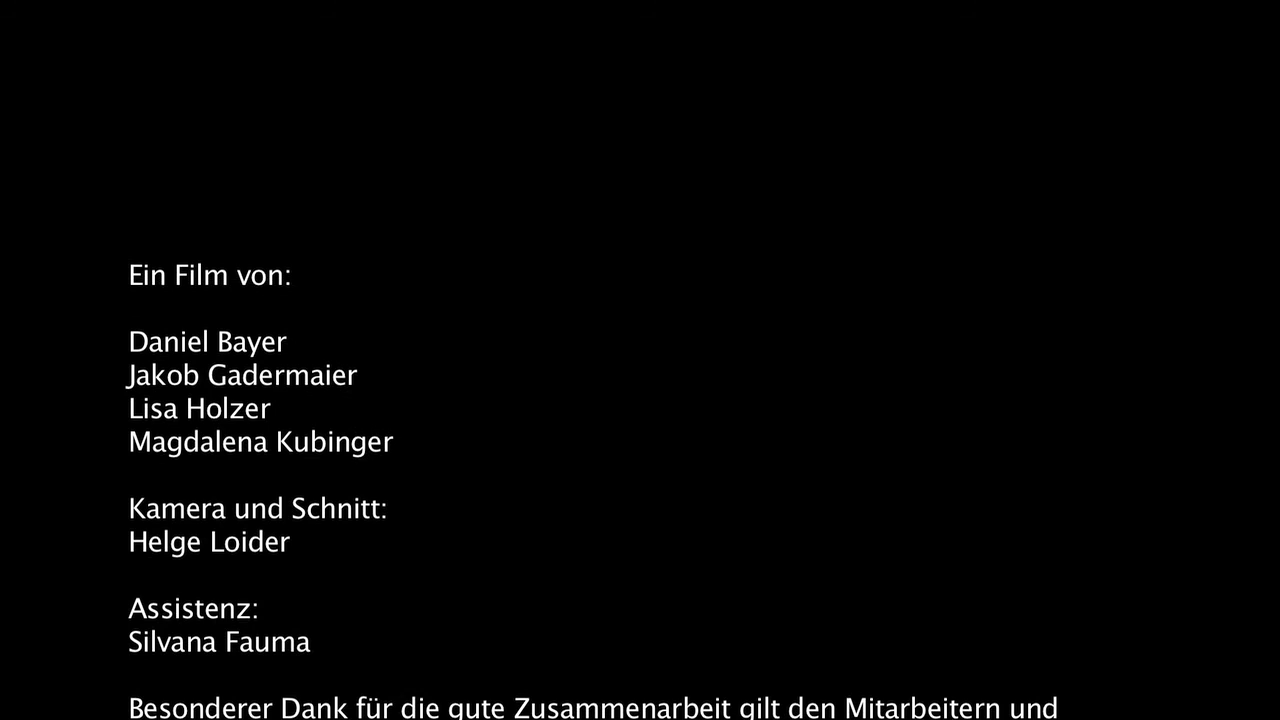 Ein Film von:
Daniel Bayer
Jakob Gadermaier
Lisa Holzer
Magdalena Kubinger
Kamera und Schnitt:
Helge Loider
Assistenz:
Silvana Fauma
Besonderer Dank für die gute Zusammenarbeit gilt den Mitarbeitern und